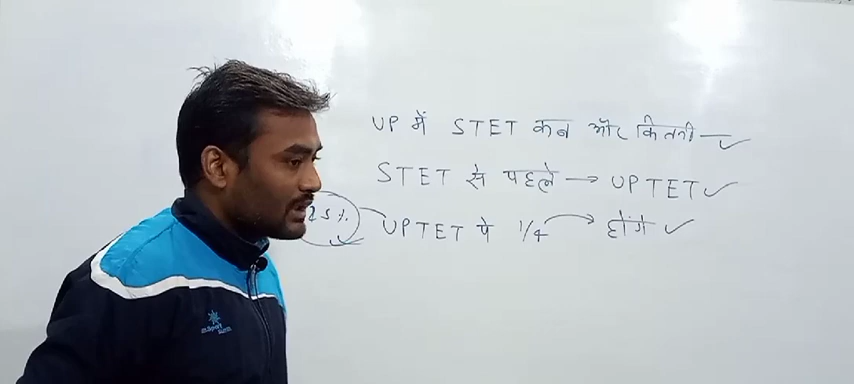 UP में STET कब और कितनी —
STET से पहले → UPTET
25% UPTET पे 1/4 → होंगे